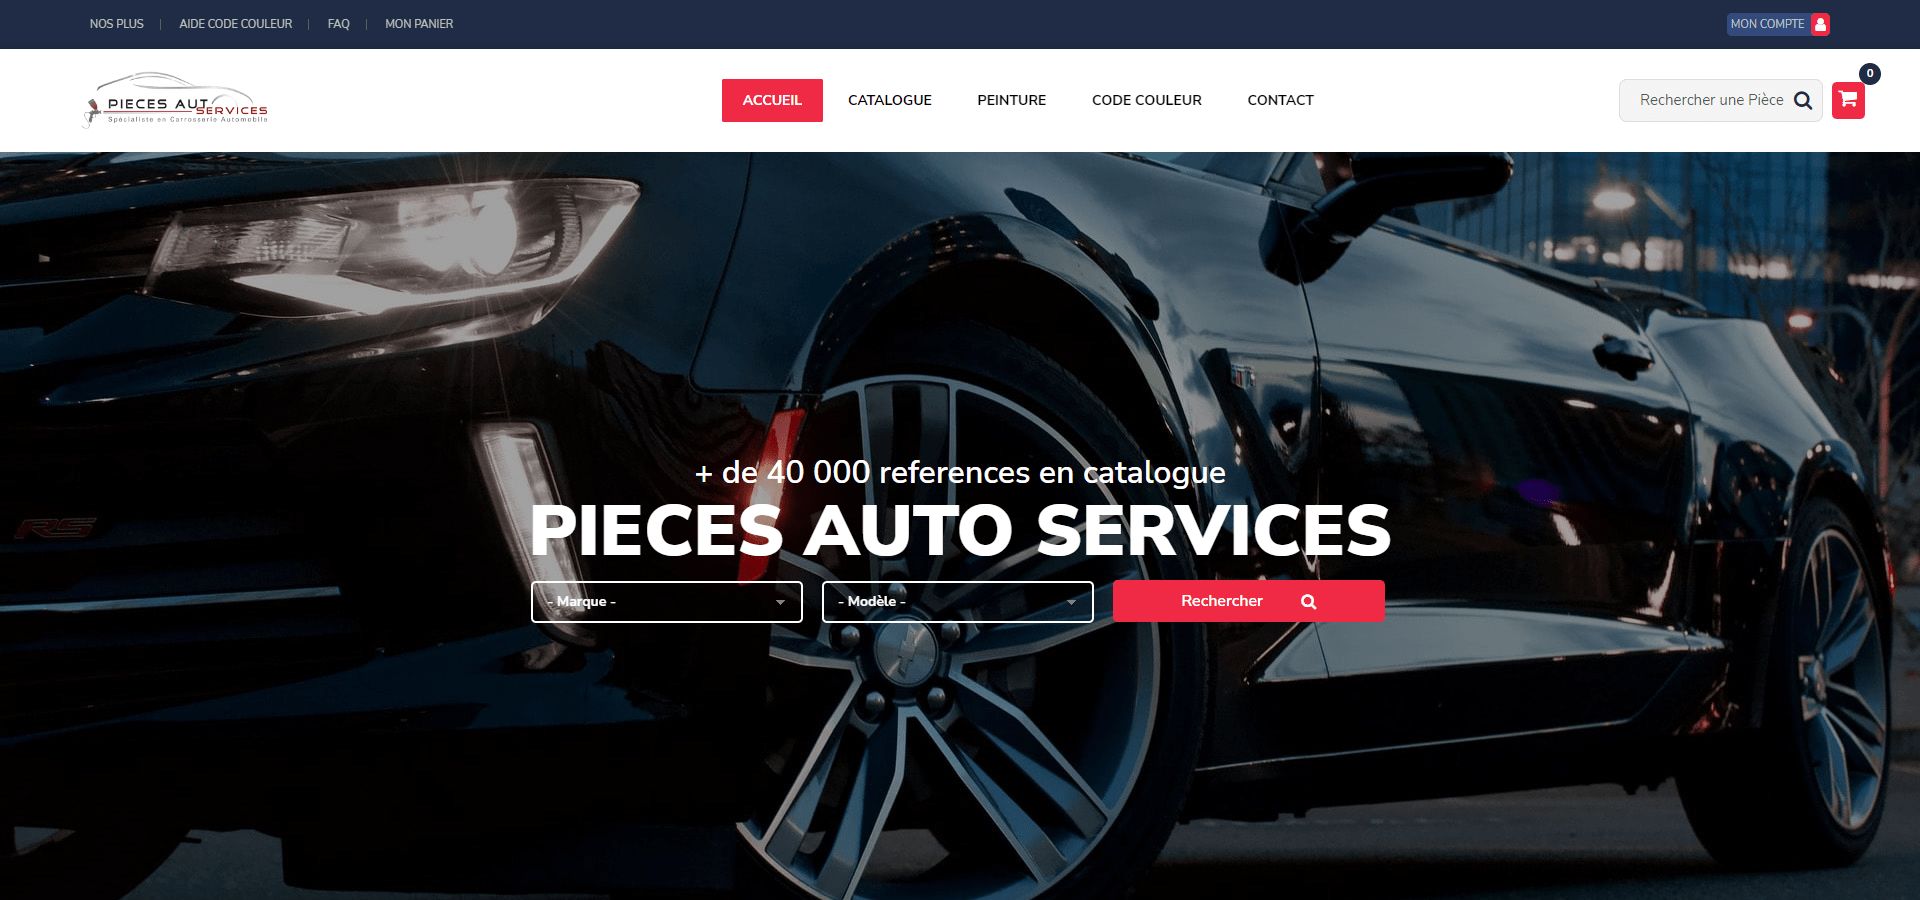 NOS PLUS | AIDE CODE COULEUR | FAQ | MON PANIER
MON COMPTE
PIECES AUTO
SERVICES
Spécialiste en Carrosserie Automobile
ACCUEIL CATALOGUE PEINTURE CODE COULEUR CONTACT
Rechercher une Pièce
0
+ de 40 000 references en catalogue
PIECES AUTO SERVICES
- Marque -
- Modèle -
Rechercher
RS